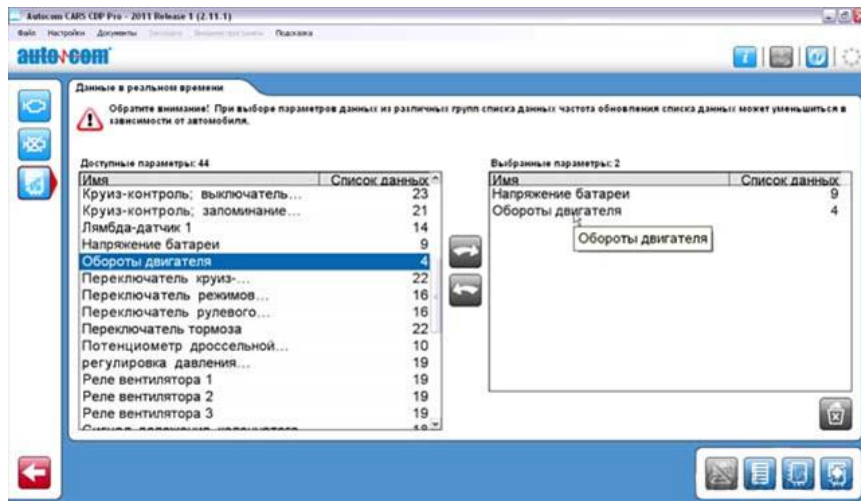 Autocom CARS CDP Pro - 2011 Release 1 (2.11.1)
Файл Настройки Документы Подсказка
autocom
Данные в реальном времени
Обратите внимание! При выборе параметров данных из различных групп списка данных частота обновления списка данных может уменьшиться в
зависимости от автомобиля.
Доступные параметры: 44
Имя Список данных
Круиз-контроль; выключатель... 23
Круиз-контроль; запоминание... 21
Лямбда-датчик 1 14
Напряжение батареи 9
Обороты двигателя 4
Переключатель круиз-... 22
Переключатель режимов... 16
Переключатель рулевого... 16
Переключатель тормоза 22
Потенциометр дроссельной... 10
регулировка давления... 19
Реле вентилятора 1 19
Реле вентилятора 2 19
Реле вентилятора 3 19
Выбранные параметры: 2
Имя Список данных
Напряжение батареи 9
Обороты двигателя 4
Обороты двигателя